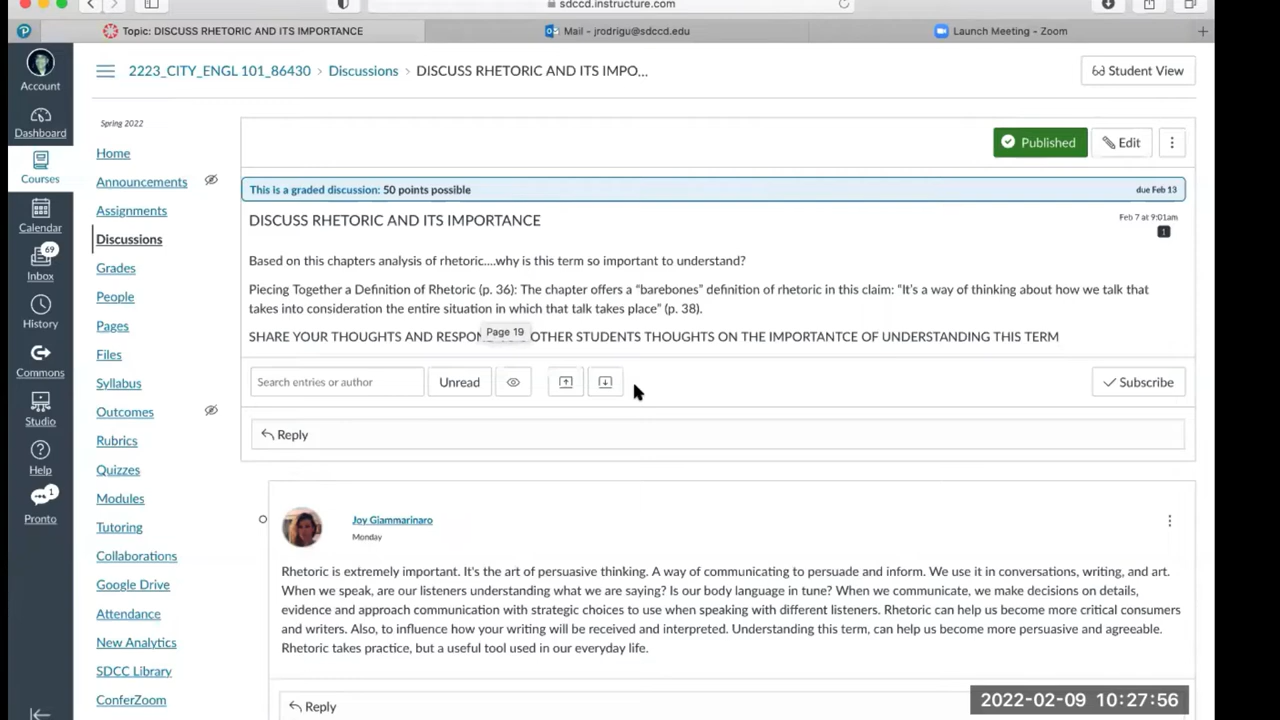 sdccd.instructure.com
Topic: DISCUSS RHETORIC AND ITS IMPORTANCE
Mail - jrodrigu@sdccd.edu
Launch Meeting - Zoom
Account
Dashboard
Courses
Calendar
69
Inbox
History
Commons
Studio
Help
1
Pronto
2223_CITY_ENGL 101_86430 > Discussions > DISCUSS RHETORIC AND ITS IMPO...
Student View
Spring 2022
Home
Announcements
Assignments
Discussions
Grades
People
Pages
Files
Syllabus
Outcomes
Rubrics
Quizzes
Modules
Tutoring
Collaborations
Google Drive
Attendance
New Analytics
SDCC Library
ConferZoom
Published
Edit
This is a graded discussion: 50 points possible
due Feb 13
DISCUSS RHETORIC AND ITS IMPORTANCE
Feb 7 at 9:01am
1
Based on this chapters analysis of rhetoric....why is this term so important to understand?
Piecing Together a Definition of Rhetoric (p. 36): The chapter offers a “barebones” definition of rhetoric in this claim: “It’s a way of thinking about how we talk that
takes into consideration the entire situation in which that talk takes place” (p. 38).
Page 19
SHARE YOUR THOUGHTS AND RESPON OTHER STUDENTS THOUGHTS ON THE IMPORTANTCE OF UNDERSTANDING THIS TERM
Search entries or author
Unread
Subscribe
Reply
Joy Giammarinaro
Monday
Rhetoric is extremely important. It's the art of persuasive thinking. A way of communicating to persuade and inform. We use it in conversations, writing, and art.
When we speak, are our listeners understanding what we are saying? Is our body language in tune? When we communicate, we make decisions on details,
evidence and approach communication with strategic choices to use when speaking with different listeners. Rhetoric can help us become more critical consumers
and writers. Also, to influence how your writing will be received and interpreted. Understanding this term, can help us become more persuasive and agreeable.
Rhetoric takes practice, but a useful tool used in our everyday life.
Reply
2022-02-09 10:27:56